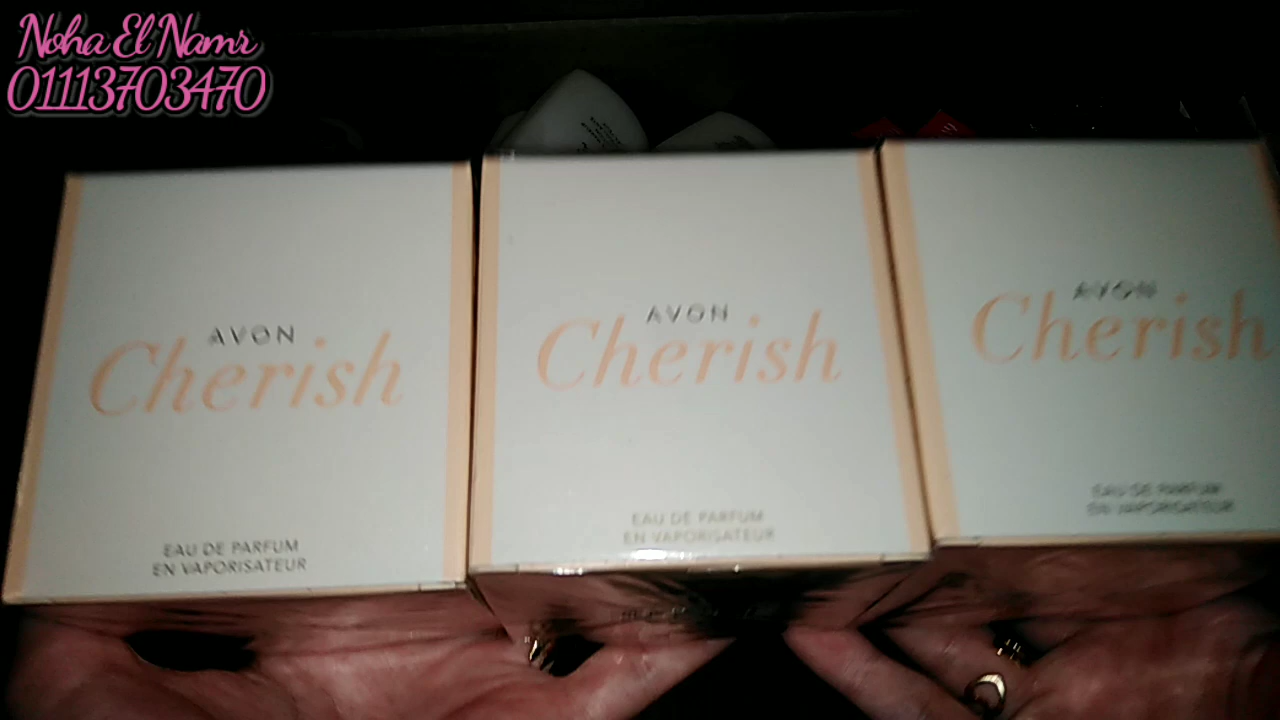 Noha El Namr
01113703470
AVON
Cherish
EAU DE PARFUM
EN VAPORISATEUR
AVON
Cherish
EAU DE PARFUM
EN VAPORISATEUR
AVON
Cherish
EAU DE PARFUM
EN VAPORISATEUR